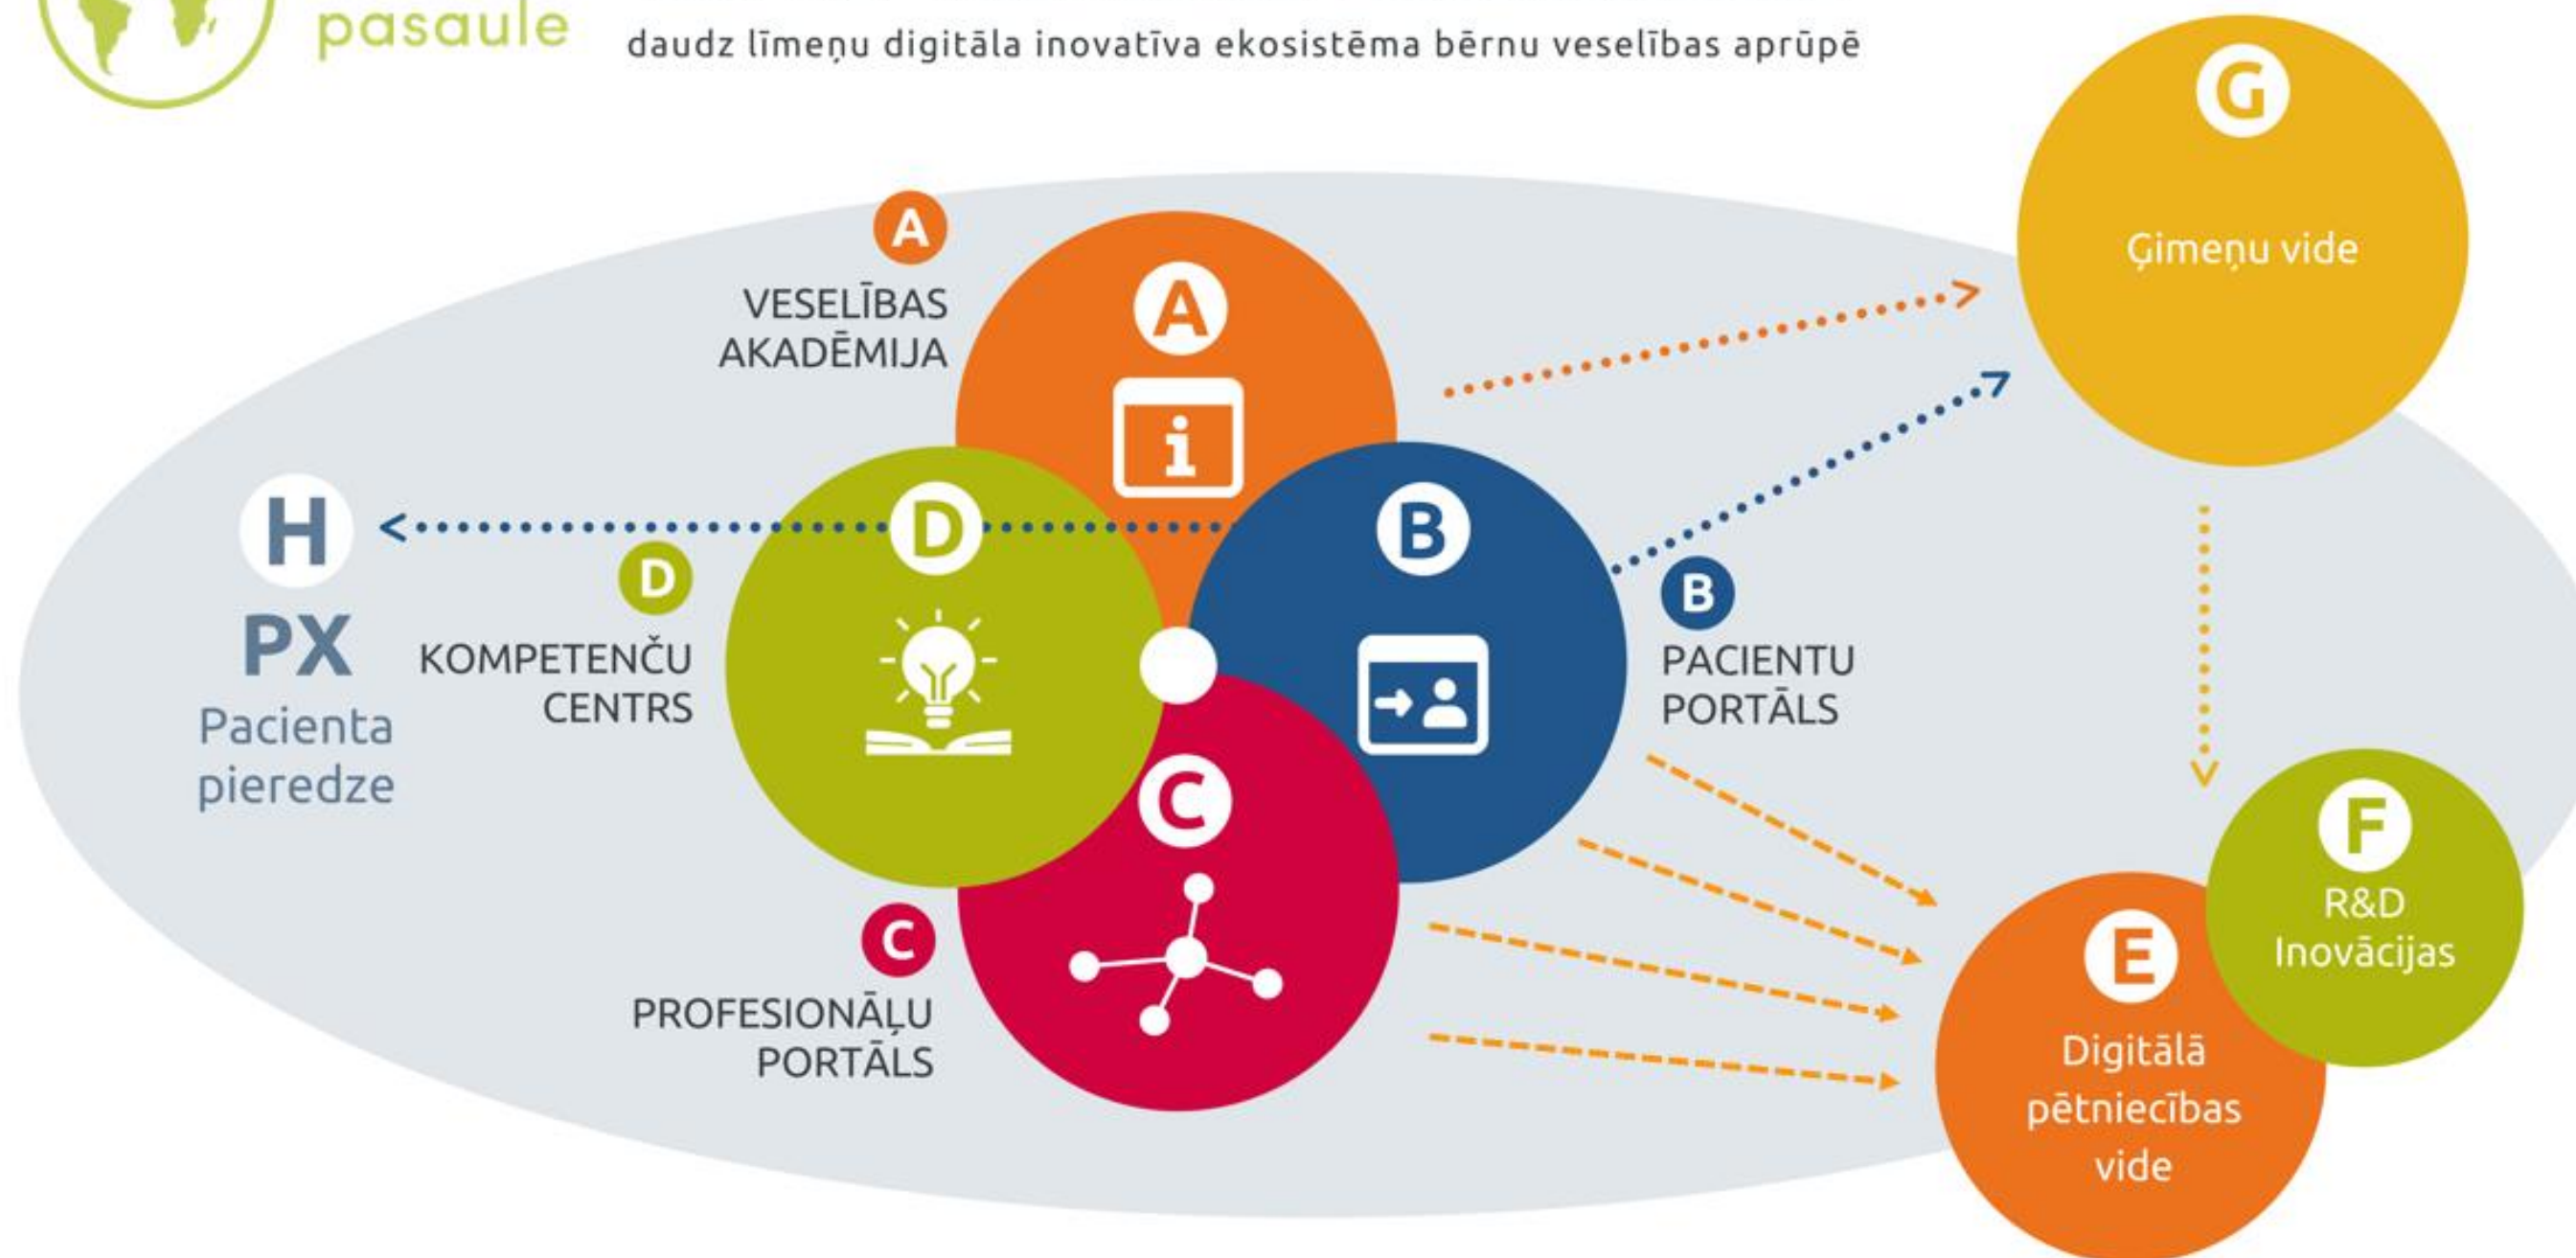 pasaule
daudz līmeņu digitāla inovatīva ekosistēma bērnu veselības aprūpē
G
Ģimeņu vide
A
VESELĪBAS
AKADĒMIJA
A
i
H
PX
Pacienta
pieredze
D
KOMPETENČU
CENTRS
D
B
B
PACIENTU
PORTĀLS
C
C
PROFESIONĀĻU
PORTĀLS
F
R&D
Inovācijas
E
Digitālā
pētniecības
vide